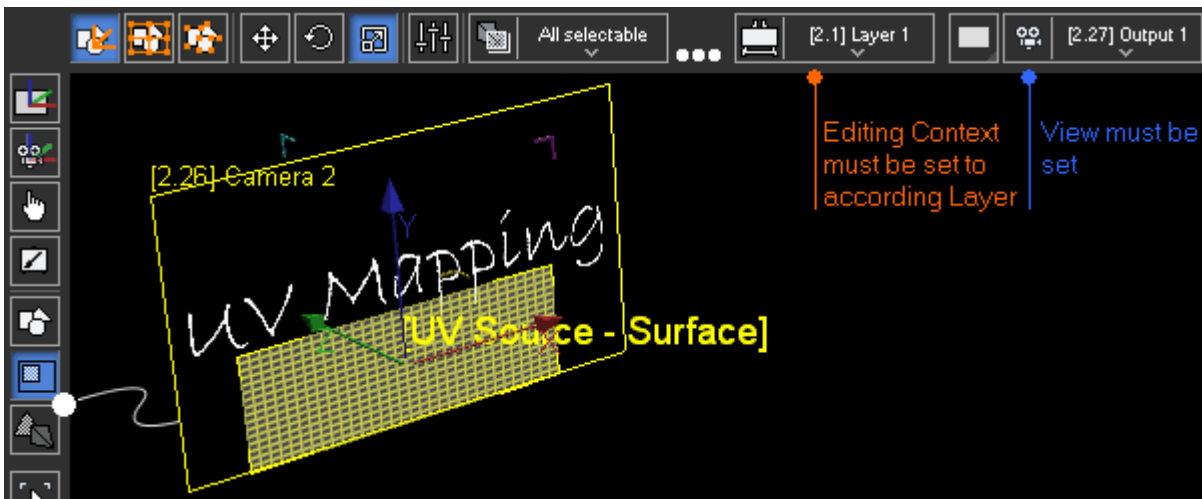 All selectable
[2.1] Layer 1
[2.27] Output 1
Editing Context
must be set to
according Layer
View must be
set
[2.26] Camera 2
Y
UV Mapping
Z
X
[UV Source - Surface]